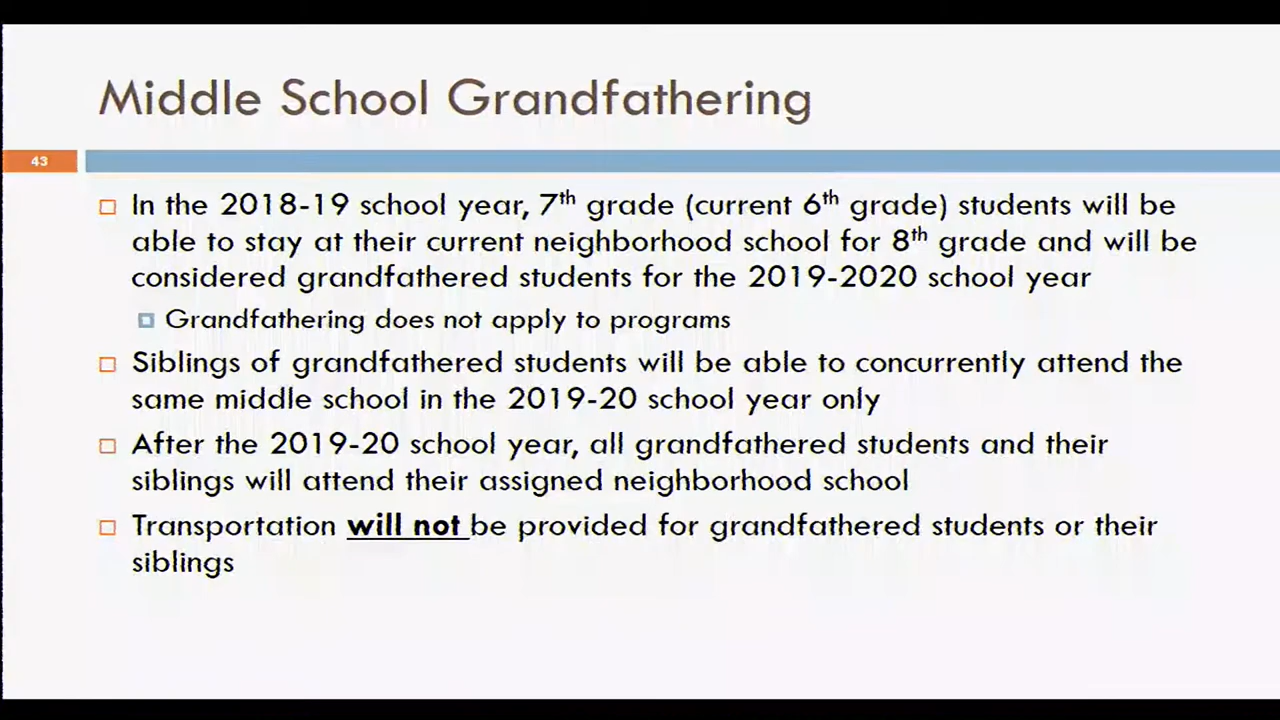 Middle School Grandfathering
43
In the 2018-19 school year, 7th grade (current 6th grade) students will be
able to stay at their current neighborhood school for 8th grade and will be
considered grandfathered students for the 2019-2020 school year
Grandfathering does not apply to programs
Siblings of grandfathered students will be able to concurrently attend the
same middle school in the 2019-20 school year only
After the 2019-20 school year, all grandfathered students and their
siblings will attend their assigned neighborhood school
Transportation will not be provided for grandfathered students or their
siblings